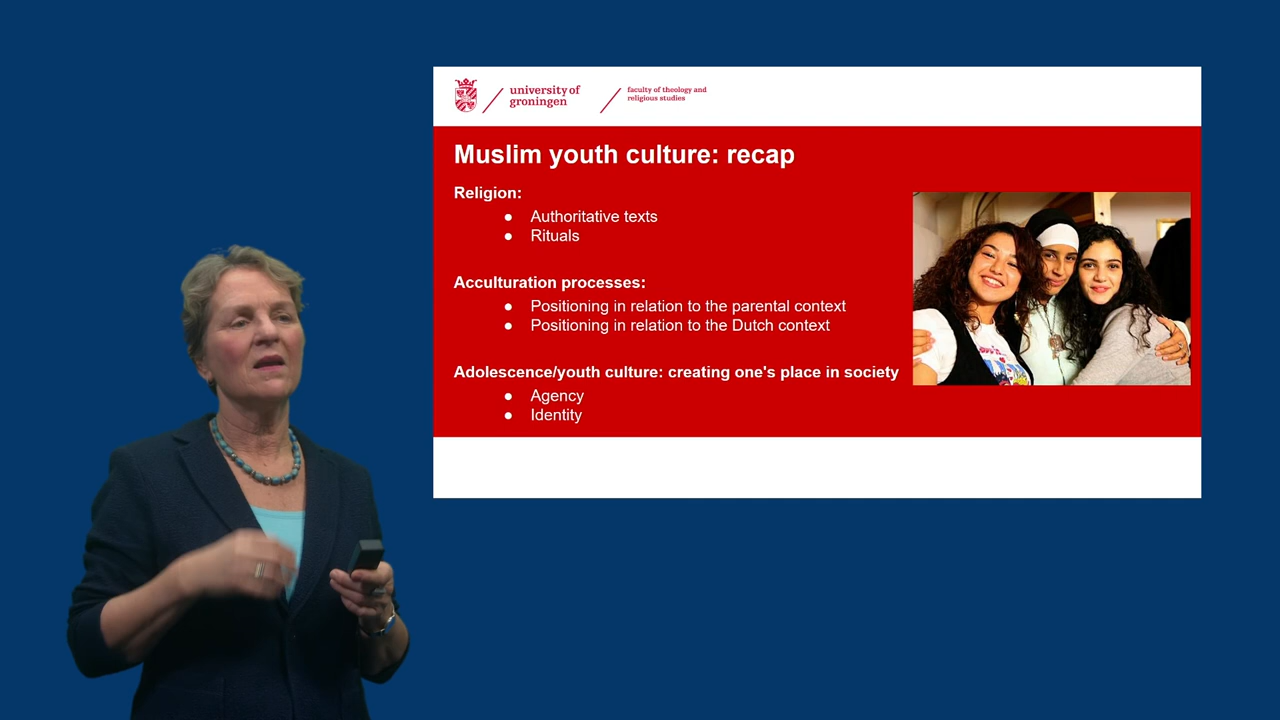 university of
groningen
faculty of theology and
religious studies
Muslim youth culture: recap
Religion:
● Authoritative texts
● Rituals
Acculturation processes:
● Positioning in relation to the parental context
● Positioning in relation to the Dutch context
Adolescence/youth culture: creating one's place in society
● Agency
● Identity